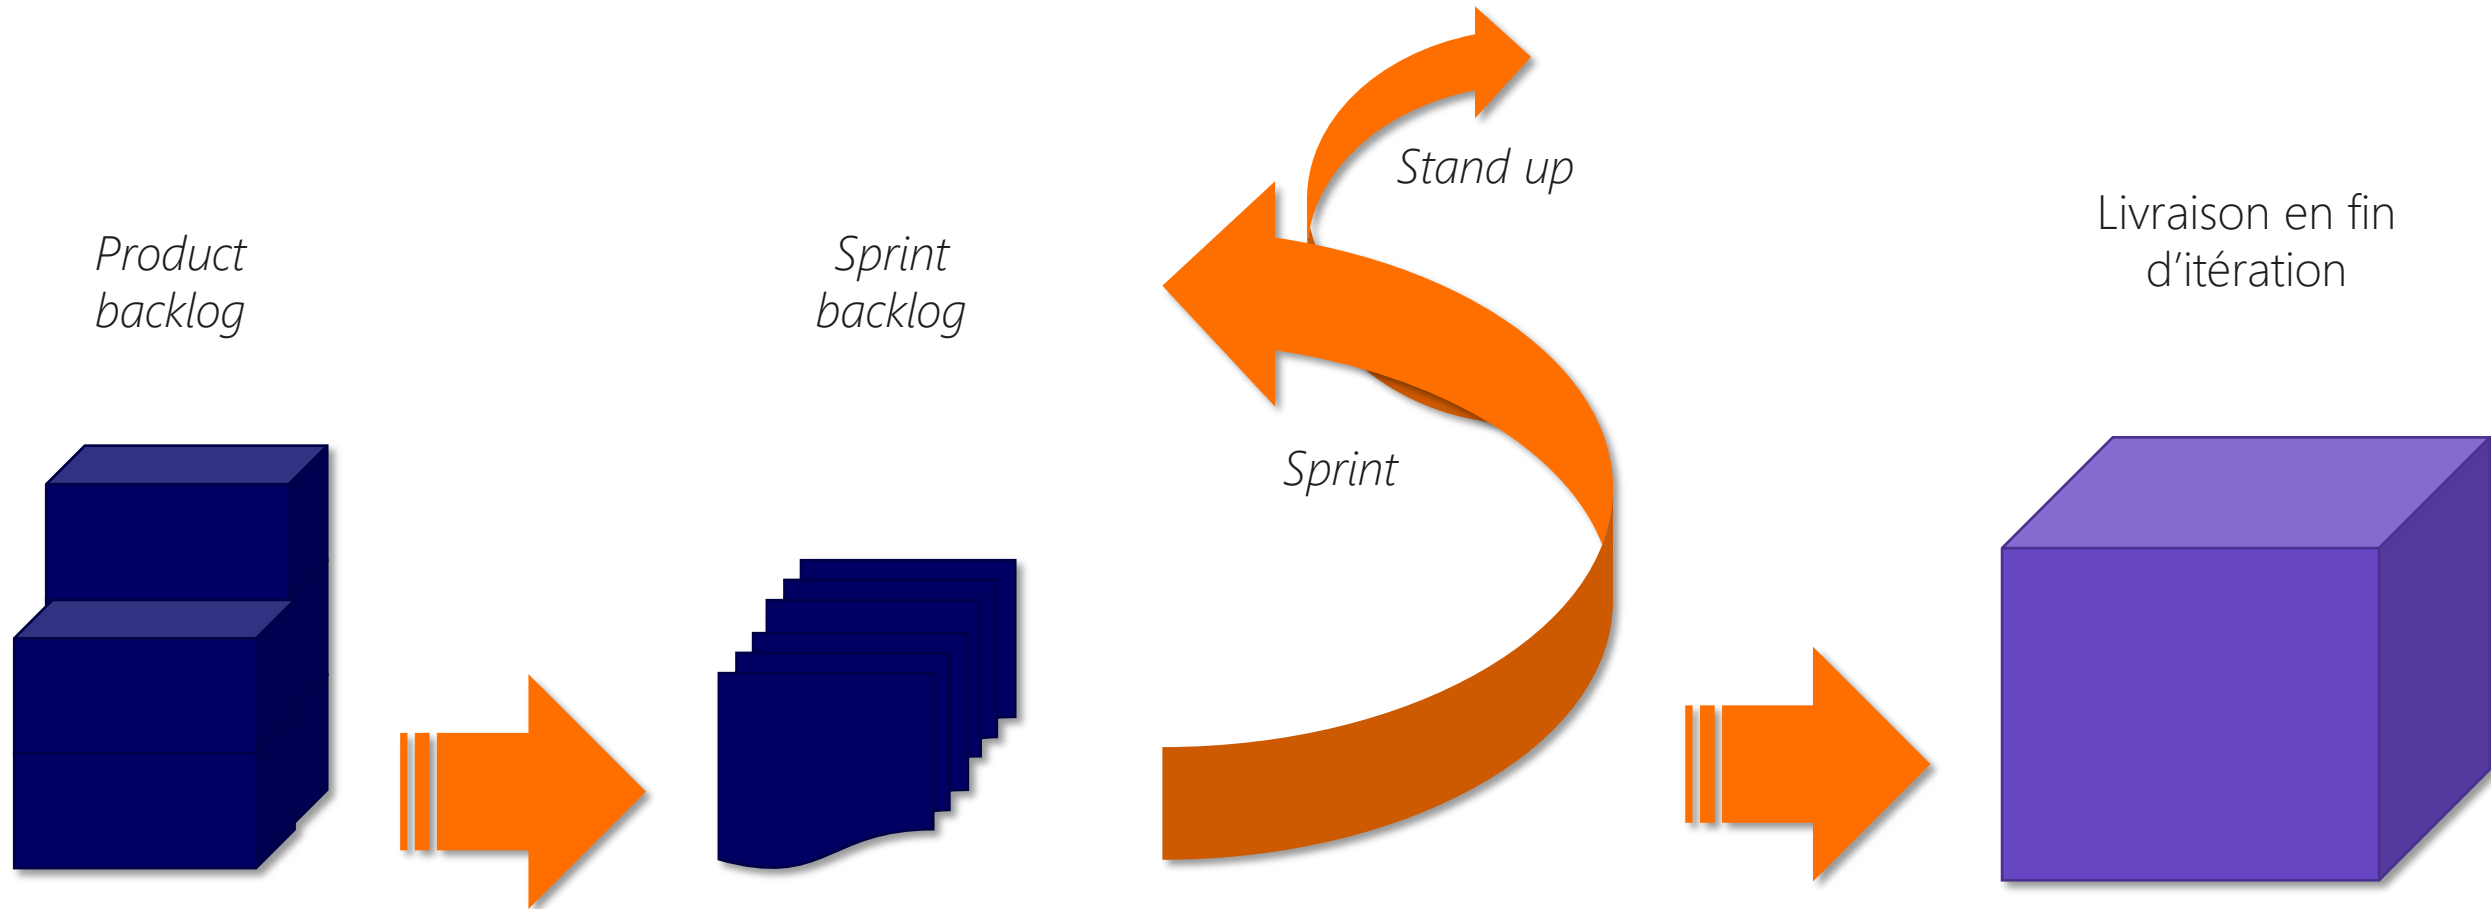 Product
backlog
Sprint
backlog
Stand up
Sprint
Livraison en fin
d’itération